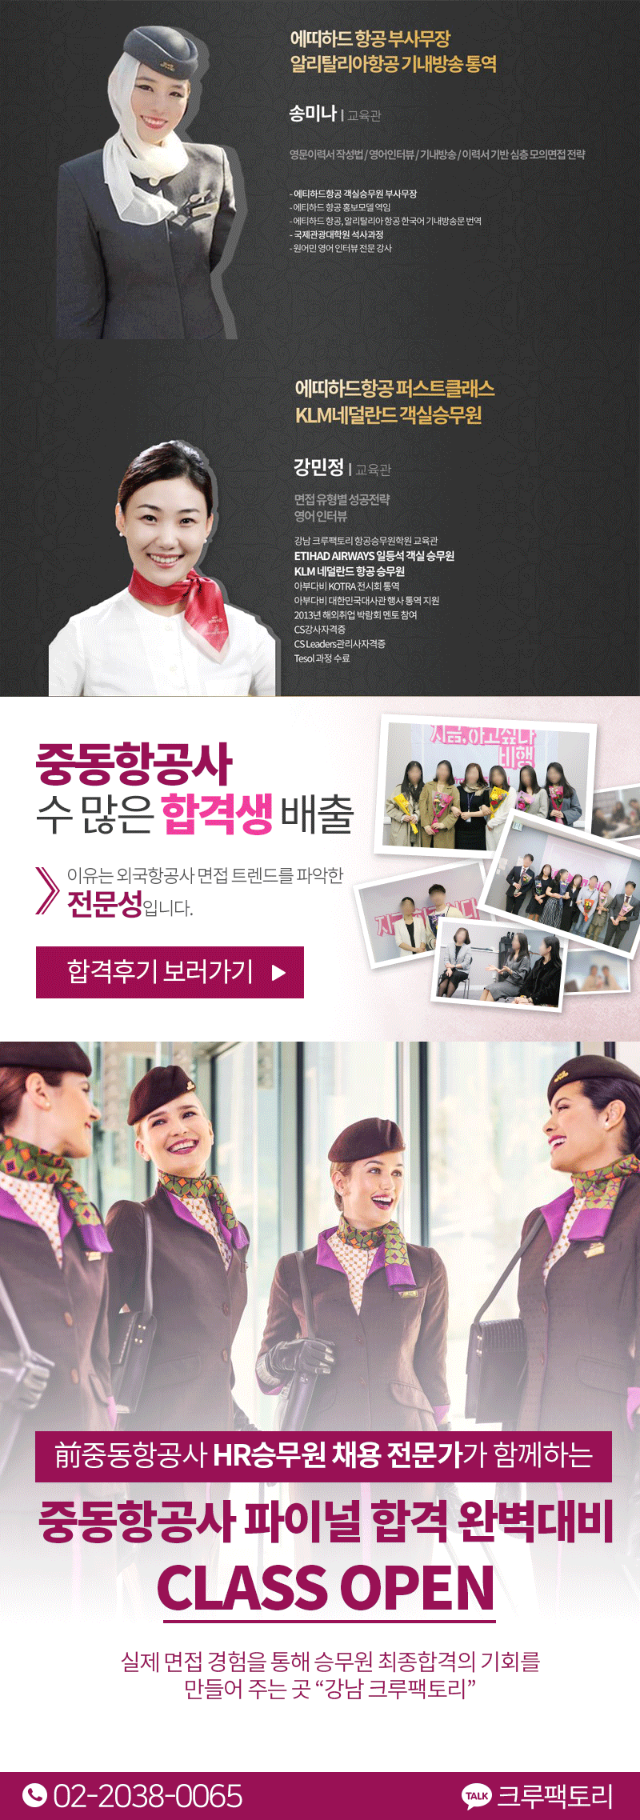 에띠하드 항공 부사무장
알리탈리아항공 기내방송 통역
송미나 | 교육관
영문이력서 작성법 / 영어인터뷰 / 기내방송 / 이력서 기반 심층 모의면접 전략
- 에티하드항공 객실승무원 부사무장
- 에티하드 항공 홍보모델 역임
- 에티하드 항공, 알리탈리아 항공 한국어 기내방송문 번역
- 국제관광대학원 석사과정
- 원어민 영어 인터뷰 전문 강사
에띠하드항공 퍼스트클래스
KLM네덜란드 객실승무원
강민정 | 교육관
면접 유형별 성공전략
영어 인터뷰
강남 크루팩토리 항공승무원학원 교육관
ETIHAD AIRWAYS 일등석 객실 승무원
KLM 네덜란드 항공 승무원
아부다비 KOTRA 전시회 통역
아부다비 대한민국대사관 행사 통역 지원
2013년 해외취업 박람회 멘토 참여
CS강사자격증
CS Leaders관리사자격증
Tesol 과정 수료
중동항공사
수 많은 합격생 배출
이유는 외국항공사 면접 트렌드를 파악한
전문성입니다.
합격후기 보러가기
지금, 하고싶다
비행
前중동항공사 HR승무원 채용 전문가가 함께하는
중동항공사 파이널 합격 완벽대비
CLASS OPEN
실제 면접 경험을 통해 승무원 최종합격의 기회를
만들어 주는 곳 “강남 크루팩토리”
02-2038-0065
TALK 크루팩토리